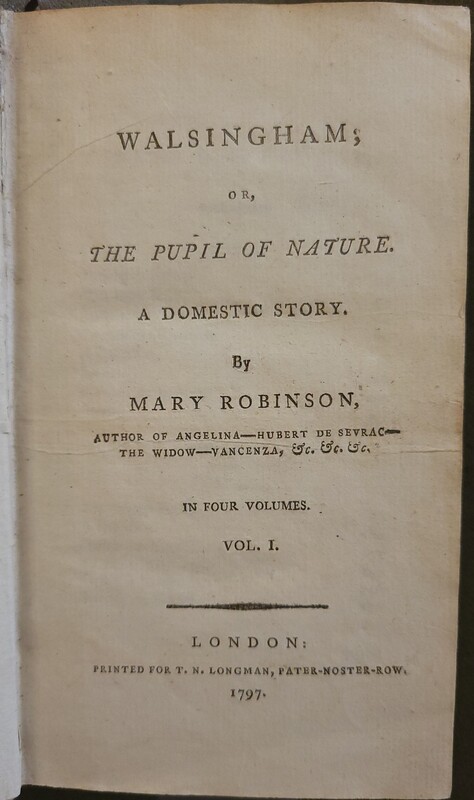 WALSINGHAM;
OR,
THE PUPIL OF NATURE.
A DOMESTIC STORY.
By
MARY ROBINSON,
AUTHOR OF ANGELINA—HUBERT DE SEVRAC—
THE WIDOW—VANCENZA, &c. &c. &c.
IN FOUR VOLUMES.
VOL. I.
LONDON:
PRINTED FOR T. N. LONGMAN, PATER-NOSTER-ROW.
1797.